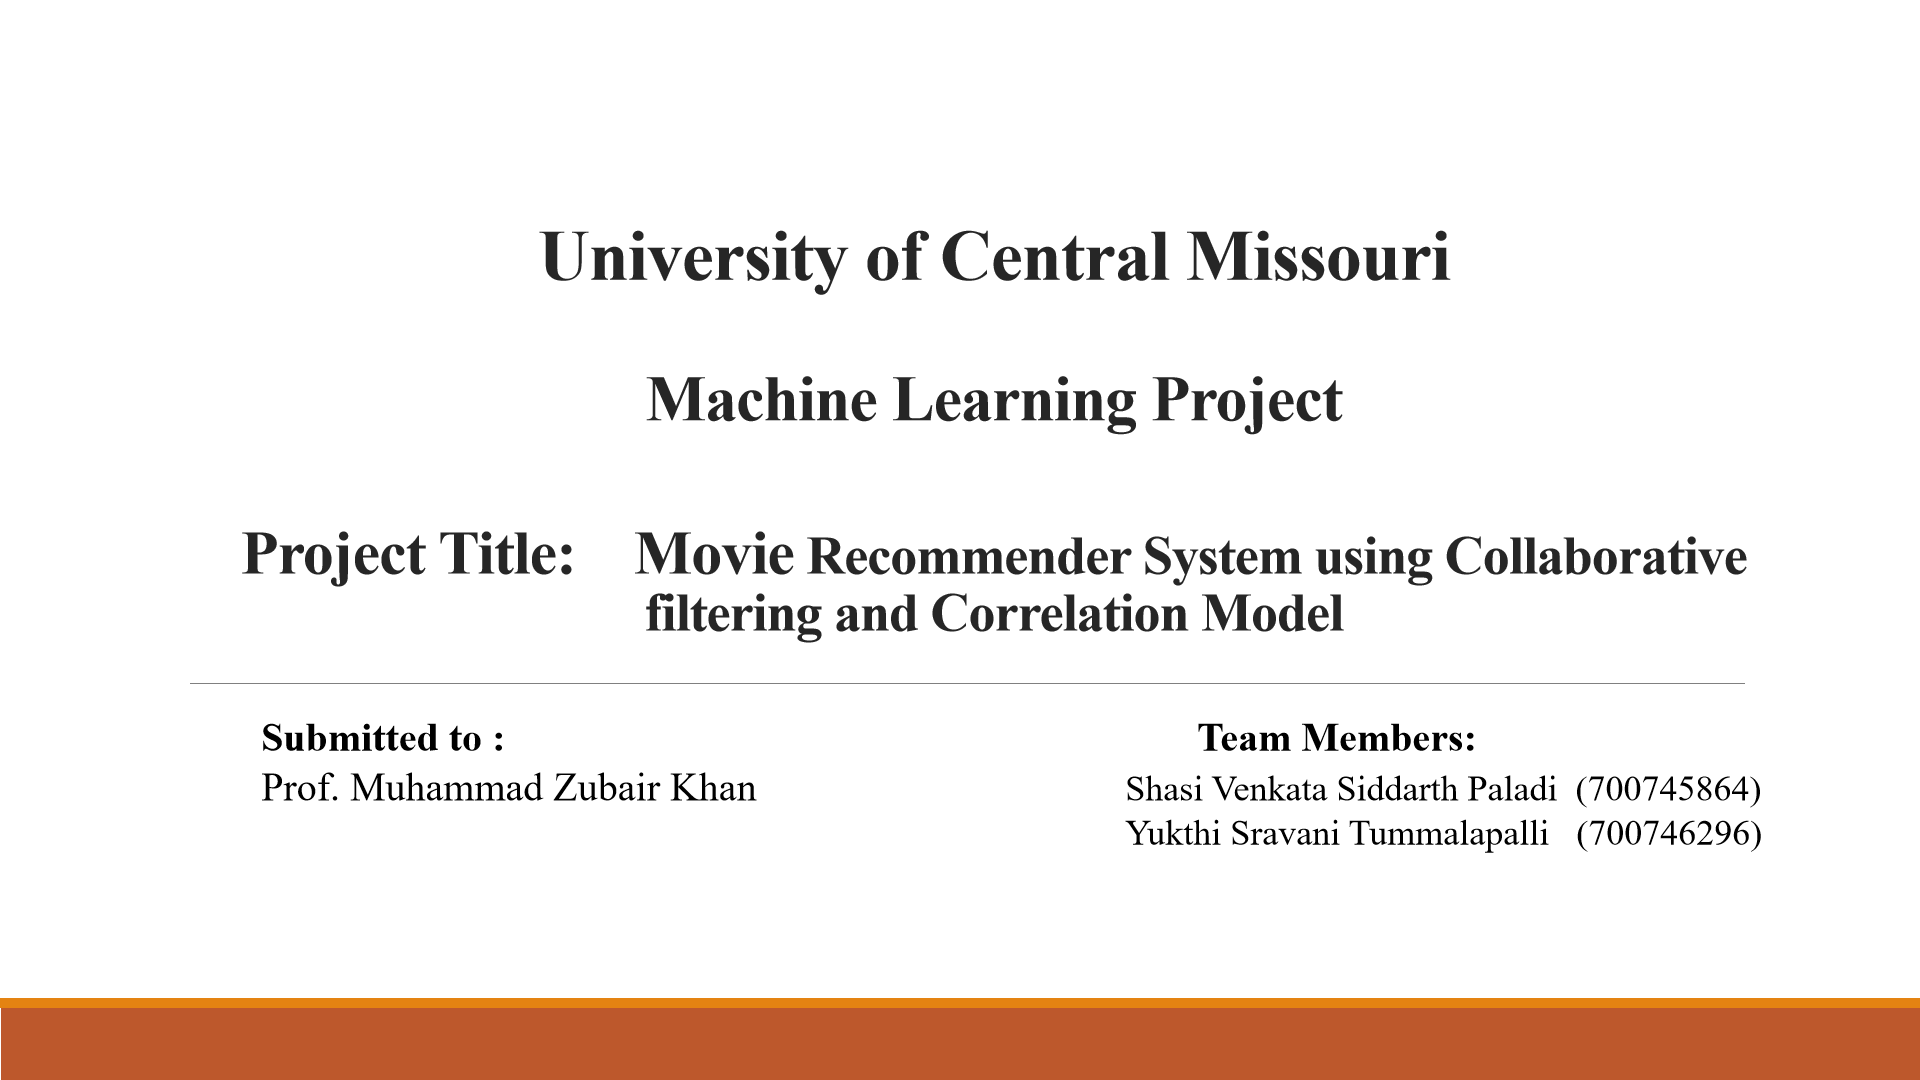 University of Central Missouri
Machine Learning Project
Project Title: Movie Recommender System using Collaborative
filtering and Correlation Model
Submitted to :
Prof. Muhammad Zubair Khan
Team Members:
Shasi Venkata Siddarth Paladi (700745864)
Yukthi Sravani Tummalapalli (700746296)